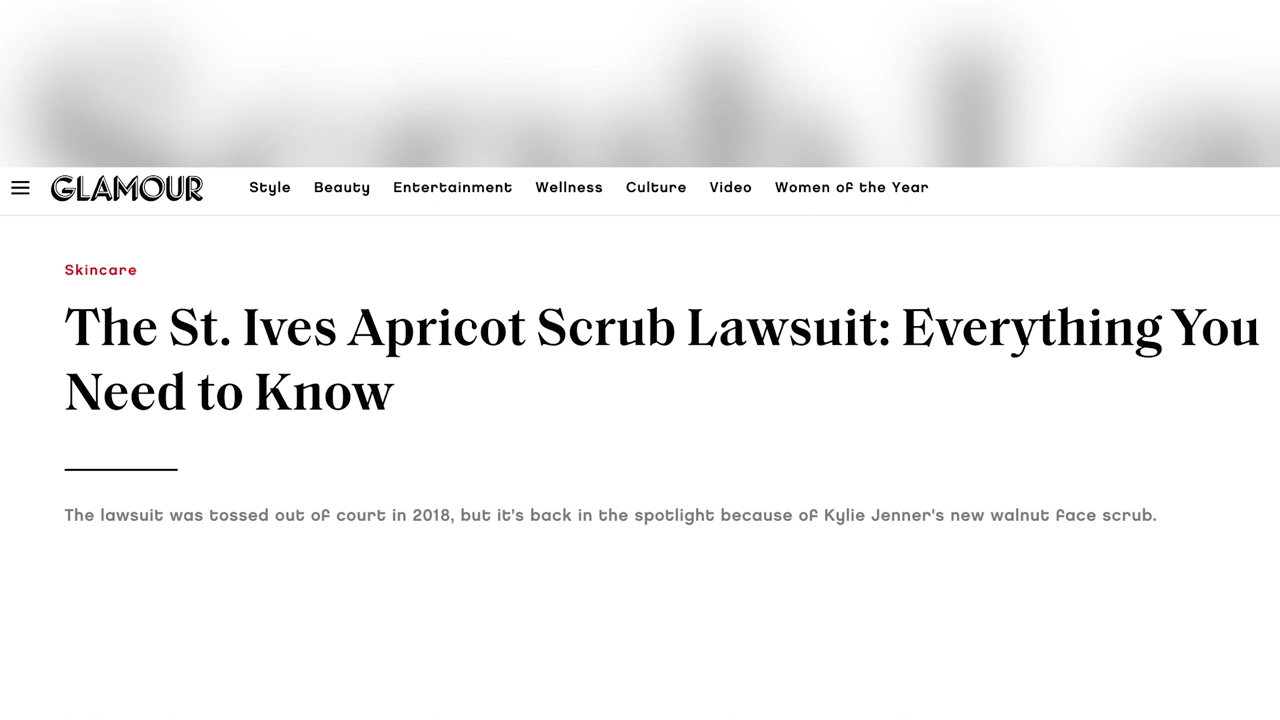 GLAMOUR Style Beauty Entertainment Wellness Culture Video Women of the Year
Skincare
The St. Ives Apricot Scrub Lawsuit: Everything You
Need to Know
The lawsuit was tossed out of court in 2018, but it's back in the spotlight because of Kylie Jenner's new walnut face scrub.